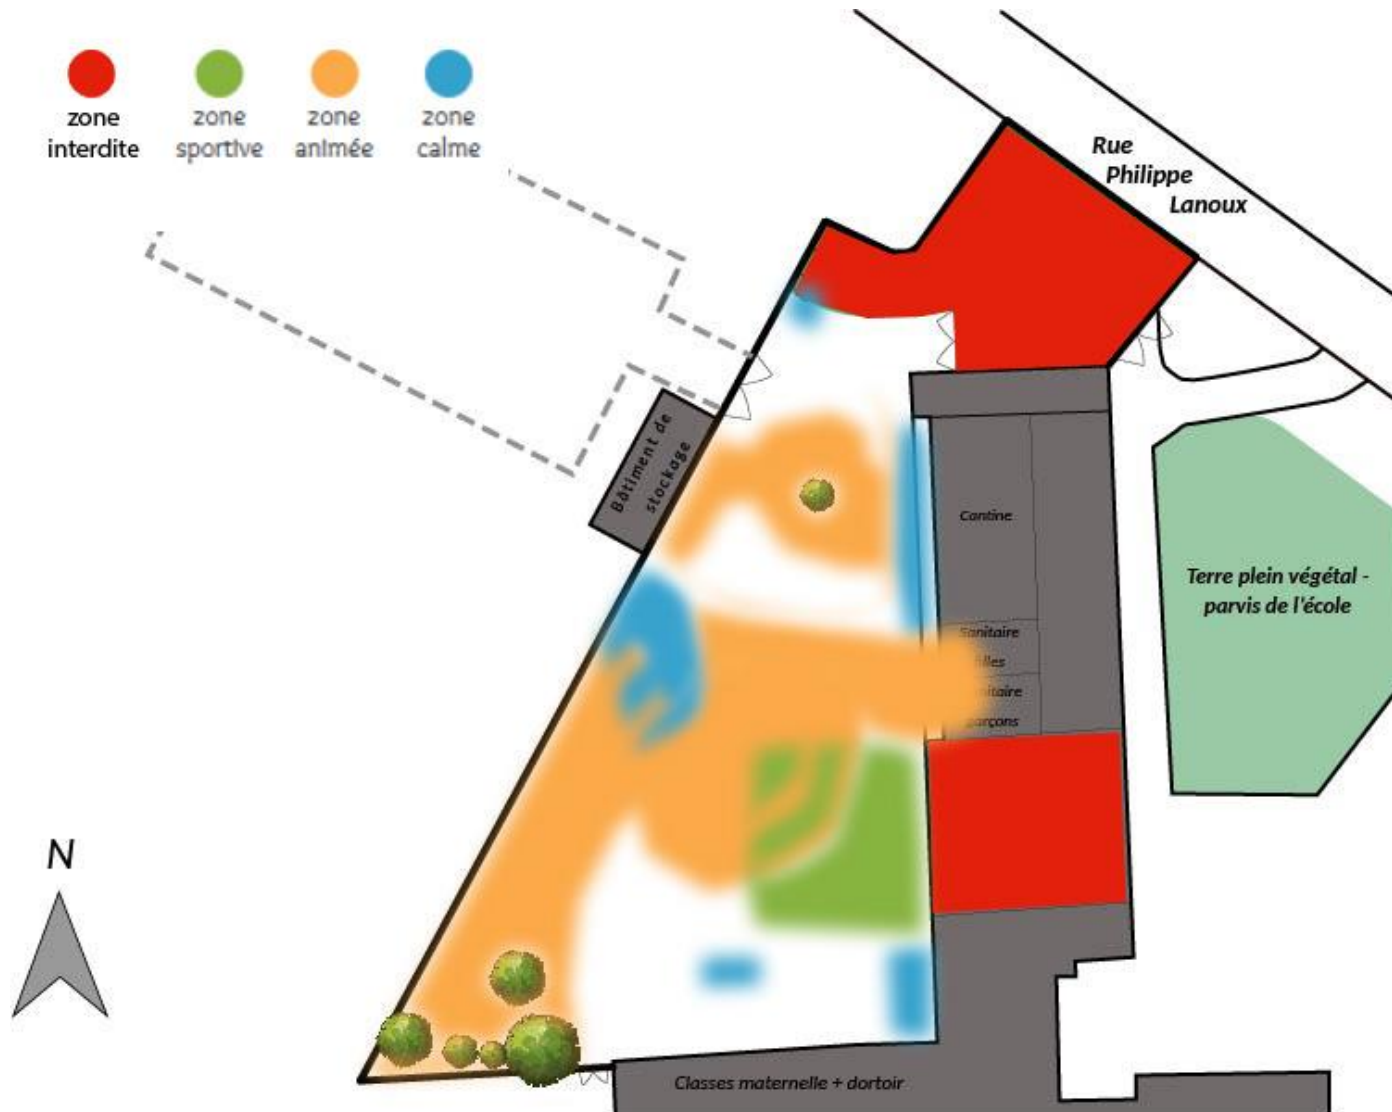 zone
interdite
zone
sportive
zone
animée
zone
calme
Rue
Philippe
Lanoux
Bâtiment de
stockage
Cantine
Sanitaire
Terre plein végétal -
parvis de l'école
N
Classes maternelle + dortoir